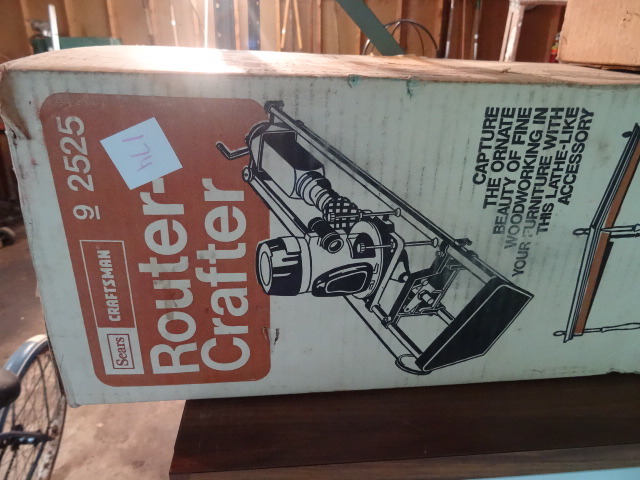 9 2525
174
Sears
CRAFTSMAN
Router-
Crafter
CAPTURE
THE ORNATE
BEAUTY OF FINE
WOODWORKING IN
YOUR FURNITURE WITH
THIS LATHE-LIKE
ACCESSORY